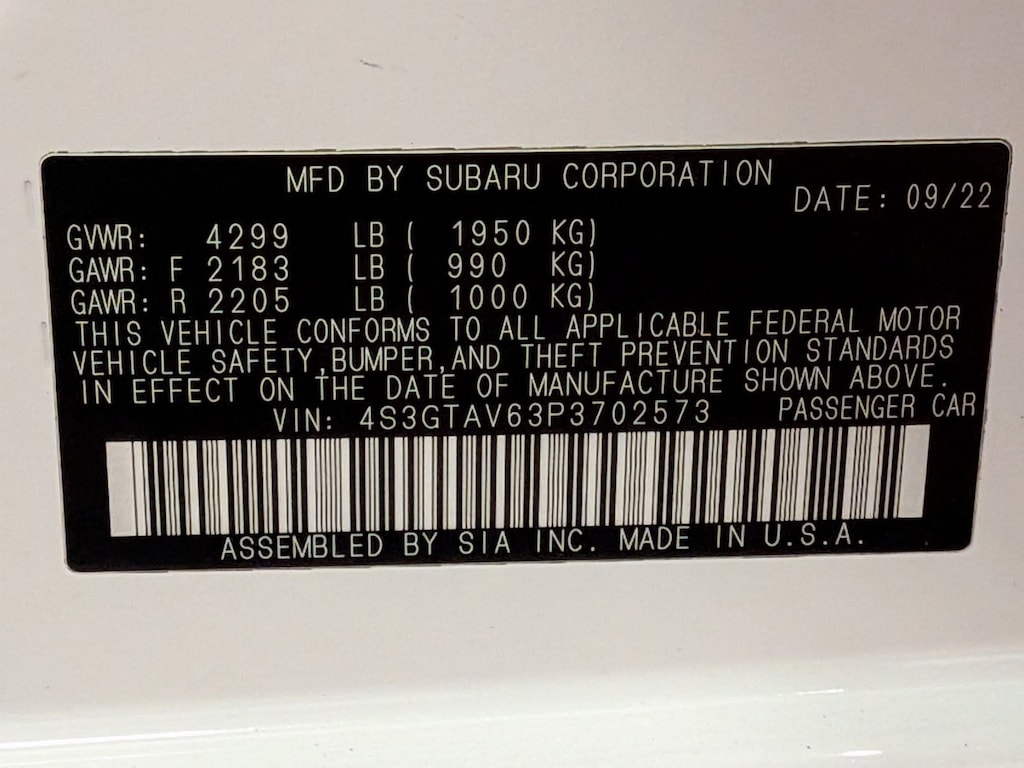 MFD BY SUBARU CORPORATION
DATE: 09/22
GVWR: 4299 LB ( 1950 KG)
GAWR: F 2183 LB ( 990 KG)
GAWR: R 2205 LB ( 1000 KG)
THIS VEHICLE CONFORMS TO ALL APPLICABLE FEDERAL MOTOR
VEHICLE SAFETY,BUMPER,AND THEFT PREVENTION STANDARDS
IN EFFECT ON THE DATE OF MANUFACTURE SHOWN ABOVE.
VIN: 4S3GTAV63P3702573 PASSENGER CAR
ASSEMBLED BY SIA INC. MADE IN U.S.A.